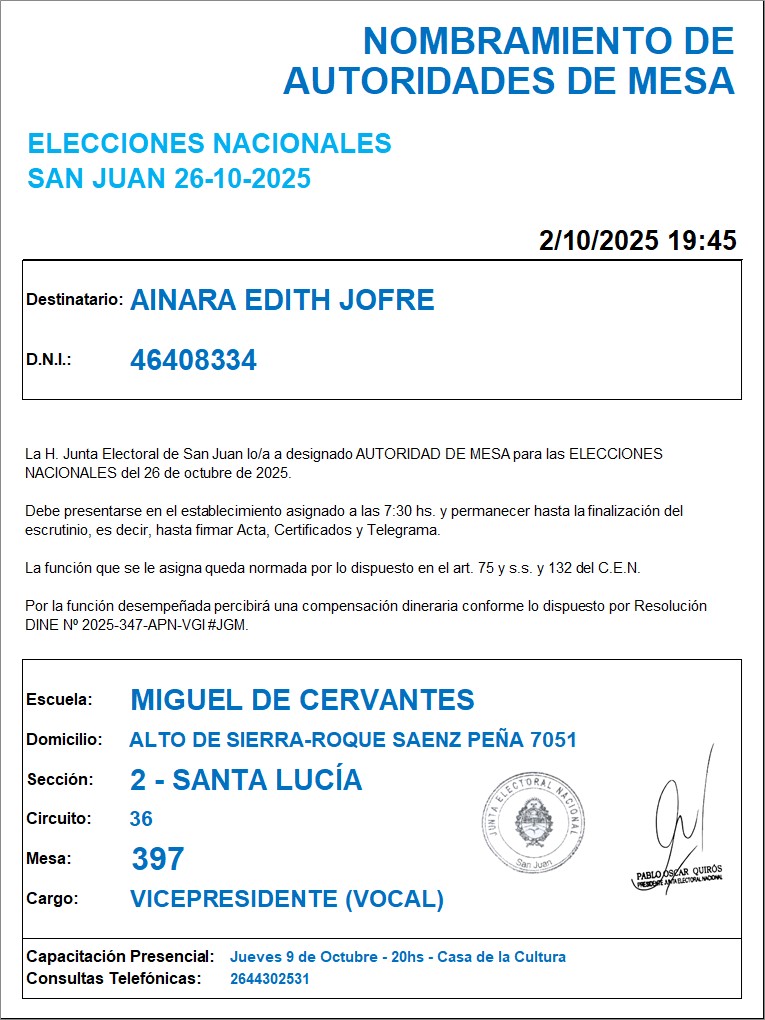 NOMBRAMIENTO DE
AUTORIDADES DE MESA
ELECCIONES NACIONALES
SAN JUAN 26-10-2025
2/10/2025 19:45
Destinatario: AINARA EDITH JOFRE
D.N.I.: 46408334
La H. Junta Electoral de San Juan lo/a a designado AUTORIDAD DE MESA para las ELECCIONES
NACIONALES del 26 de octubre de 2025.
Debe presentarse en el establecimiento asignado a las 7:30 hs. y permanecer hasta la finalización del
escrutinio, es decir, hasta firmar Acta, Certificados y Telegrama.
La función que se le asigna queda normada por lo dispuesto en el art. 75 y s.s. y 132 del C.E.N.
Por la función desempeñada percibirá una compensación dineraria conforme lo dispuesto por Resolución
DINE Nº 2025-347-APN-VGI#JGM.
Escuela: MIGUEL DE CERVANTES
Domicilio: ALTO DE SIERRA-ROQUE SAENZ PEÑA 7051
Sección: 2 - SANTA LUCÍA
Circuito: 36
Mesa: 397
Cargo: VICEPRESIDENTE (VOCAL)
JUNTA ELECTORAL NACIONAL
San Juan
PABLO OSCAR QUIRÓS
PRESIDENTE JUNTA ELECTORAL NACIONAL
Capacitación Presencial: Jueves 9 de Octubre - 20hs - Casa de la Cultura
Consultas Telefónicas: 2644302531